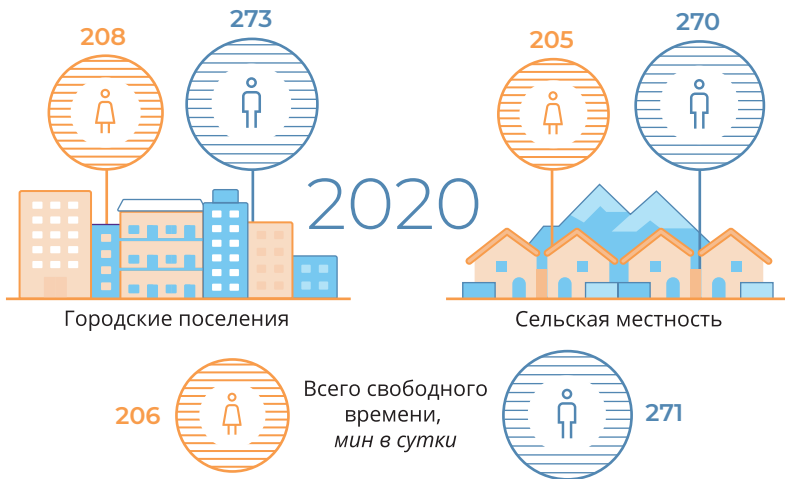 208
273
205
270
2020
Городские поселения
Сельская местность
206
Всего свободного
времени,
мин в сутки
271